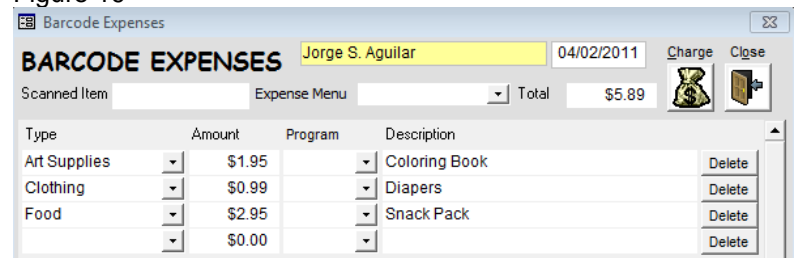 Barcode Expenses
BARCODE EXPENSES Jorge S. Aguilar 04/02/2011 Charge Close
Scanned Item Expense Menu Total $5.89
Type Amount Program Description
Art Supplies $1.95 Coloring Book Delete
Clothing $0.99 Diapers Delete
Food $2.95 Snack Pack Delete
$0.00 Delete